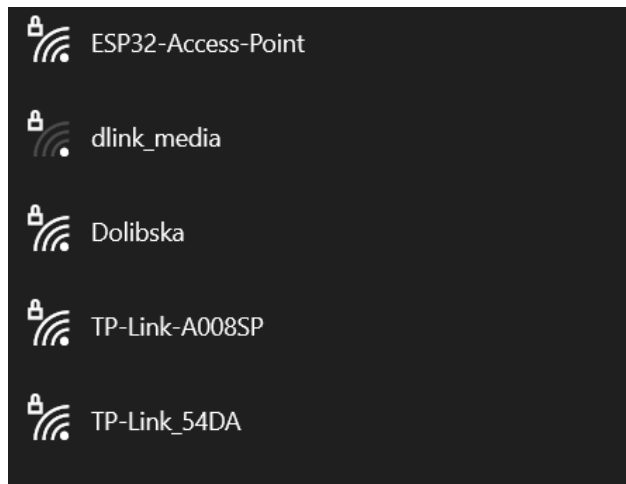 ESP32-Access-Point
dlink_media
Dolibska
TP-Link-A008SP
TP-Link_54DA